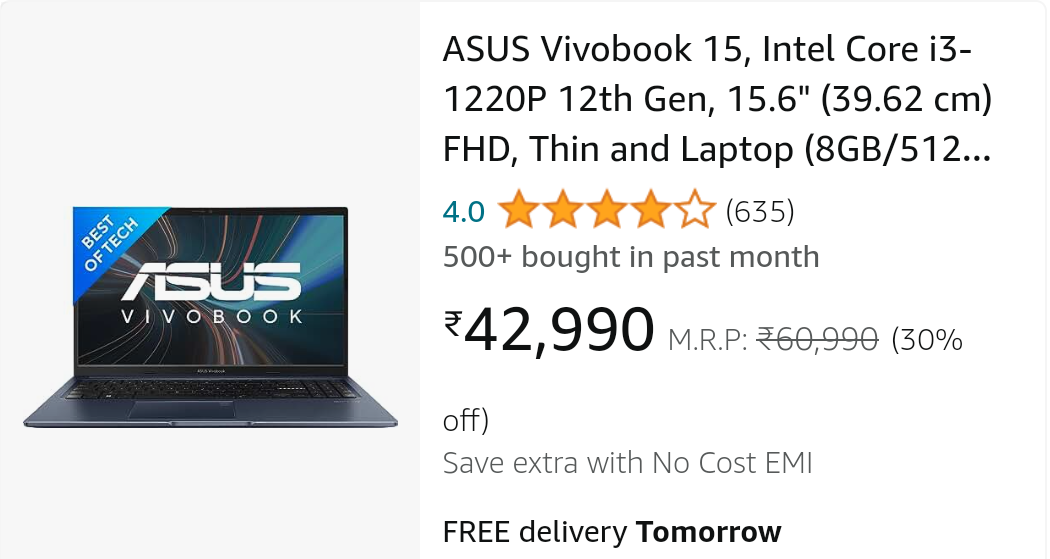 ASUS Vivobook 15, Intel Core i3-
1220P 12th Gen, 15.6" (39.62 cm)
FHD, Thin and Laptop (8GB/512...
4.0 (635)
500+ bought in past month
₹42,990 M.R.P: ₹60,990 (30%
off)
Save extra with No Cost EMI
FREE delivery Tomorrow
BEST
OF TECH
ASUS
VIVOBOOK
ASUS Vivobook